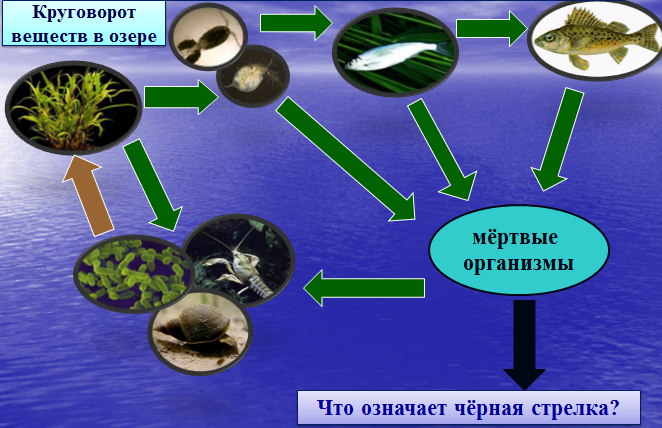 Круговорот
веществ в озере
мёртвые
организмы
Что означает чёрная стрелка?